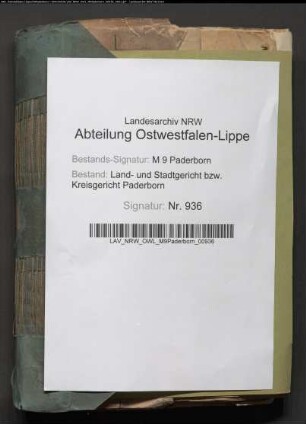 Landesarchiv NRW
Abteilung Ostwestfalen-Lippe
Bestands-Signatur: M 9 Paderborn
Bestand: Land- und Stadtgericht bzw.
Kreisgericht Paderborn
Signatur: Nr. 936
LAV_NRW_OWL_M9Paderborn_00936